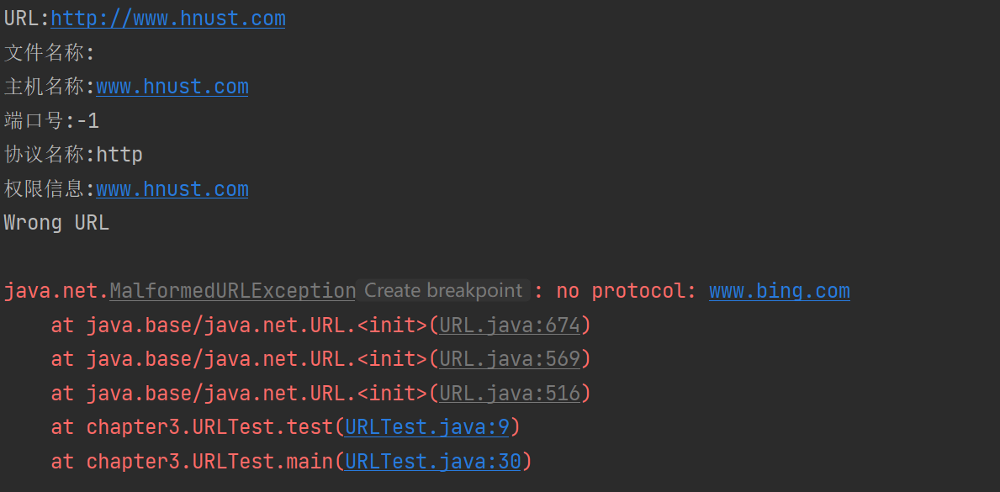 URL:http://www.hnust.com
文件名称:
主机名称:www.hnust.com
端口号:-1
协议名称:http
权限信息:www.hnust.com
Wrong URL
java.net.MalformedURLException Create breakpoint : no protocol: www.bing.com
at java.base/java.net.URL.<init>(URL.java:674)
at java.base/java.net.URL.<init>(URL.java:569)
at java.base/java.net.URL.<init>(URL.java:516)
at chapter3.URLTest.test(URLTest.java:9)
at chapter3.URLTest.main(URLTest.java:30)